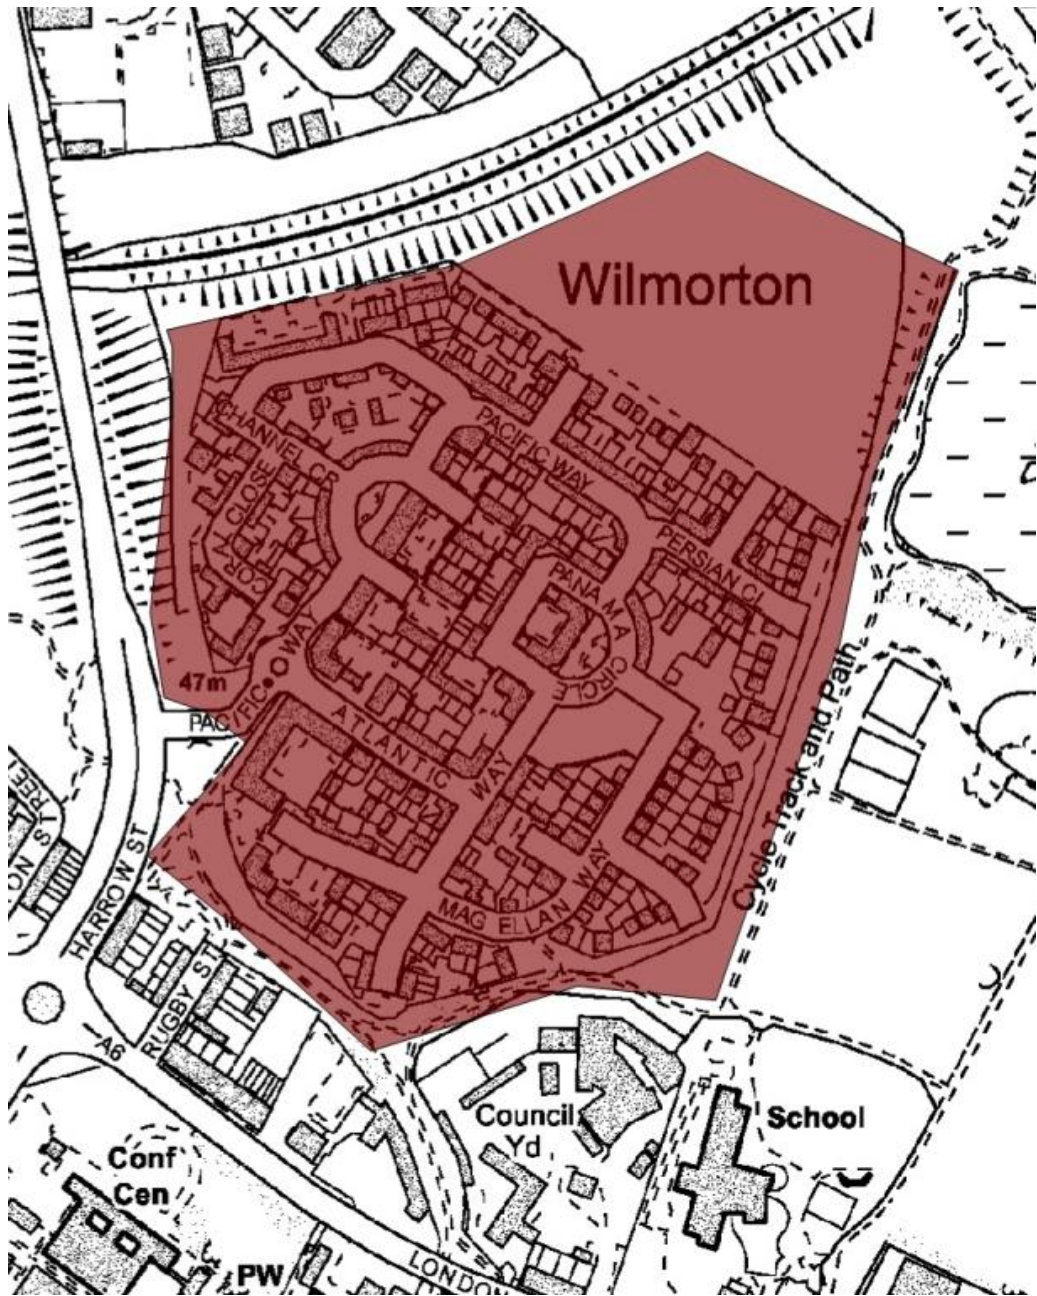 Wilmorton
CHANNEL CR
PACIFIC WAY
CORAL CLOSE
PERSIAN CL
PANAMA
CIRCLE
47m
PACIFIC WAY
ATLANTIC
WAY
Cycle Track and Path
HARROW ST
MAGELLAN
WAY
RUGBY ST
A6
Council
Yd
School
Conf
Cen
PW
LONDON